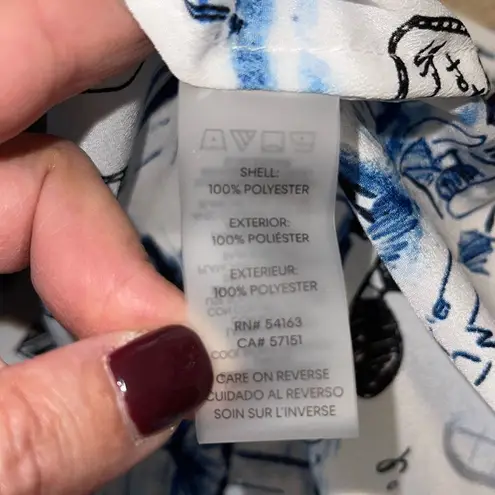 SHELL:
100% POLYESTER
EXTERIOR:
100% POLIÉSTER
EXTERIEUR:
100% POLYESTER
RN# 54163
CA# 57151
CARE ON REVERSE
CUIDADO AL REVERSO
SOIN SUR L'INVERSE